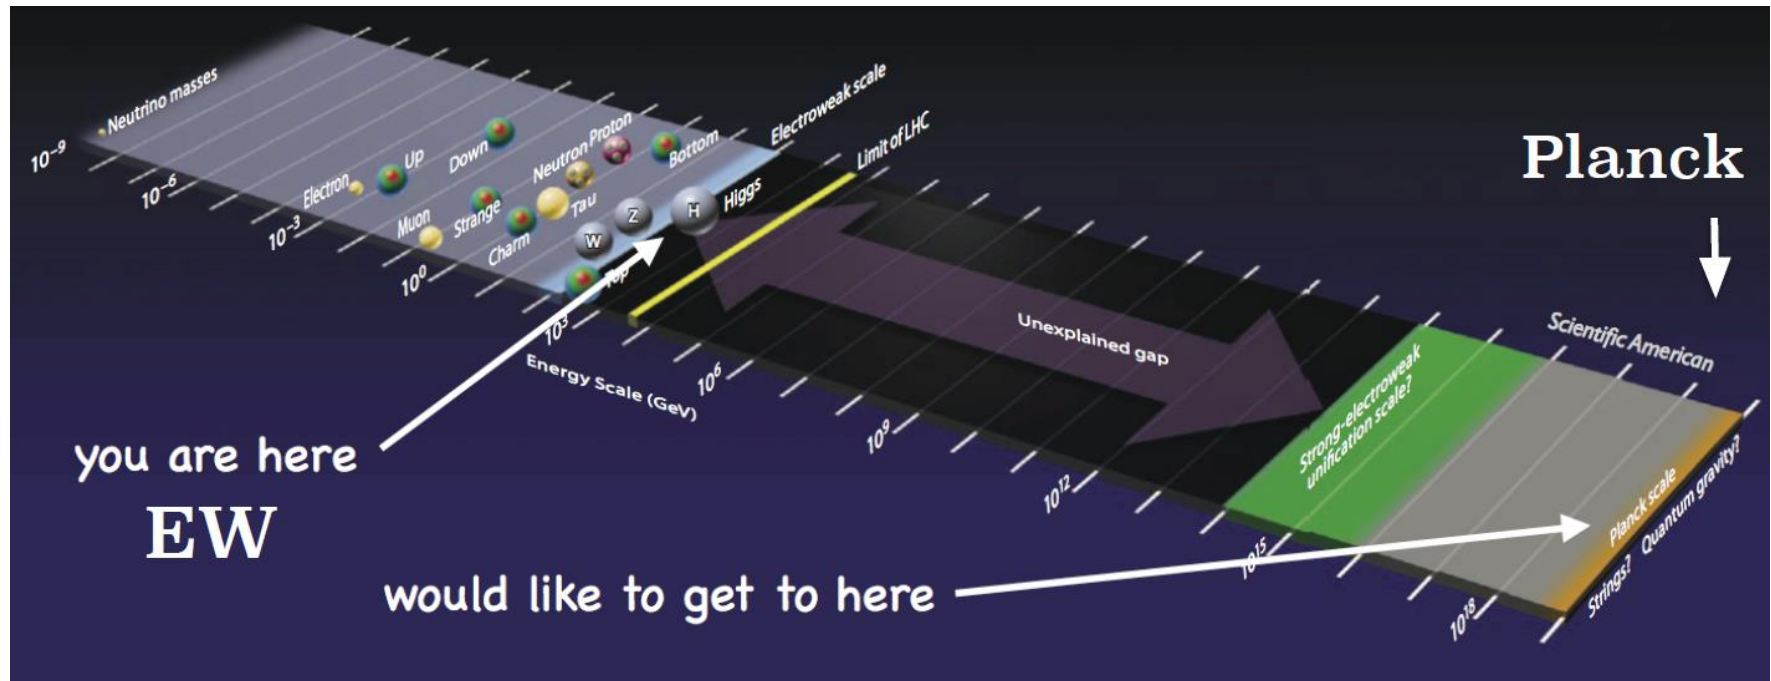 Neutrino masses
10⁻⁹
10⁻⁶
10⁻³
10⁰
10³
10⁶
10⁹
10¹²
10¹⁵
10¹⁸
Electron
Up
Down
Muon
Strange
Charm
Neutron
Proton
Tau
Bottom
W
Z
H
Higgs
Top
Electroweak scale
Limit of LHC
Energy Scale (GeV)
Unexplained gap
Strong-electroweak
unification scale?
Scientific American
Planck scale
Strings? Quantum gravity?
Planck
you are here
EW
would like to get to here